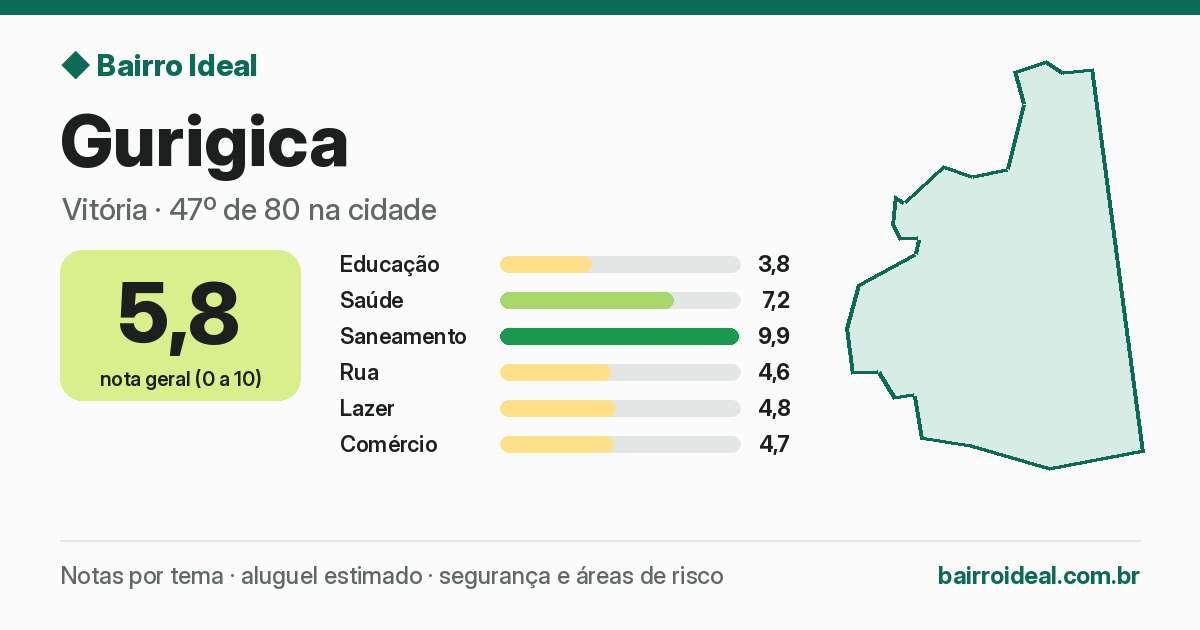 Bairro Ideal
Gurigica
Vitória · 47º de 80 na cidade
5,8
nota geral (0 a 10)
Educação 3,8
Saúde 7,2
Saneamento 9,9
Rua 4,6
Lazer 4,8
Comércio 4,7
Notas por tema · aluguel estimado · segurança e áreas de risco
bairroideal.com.br